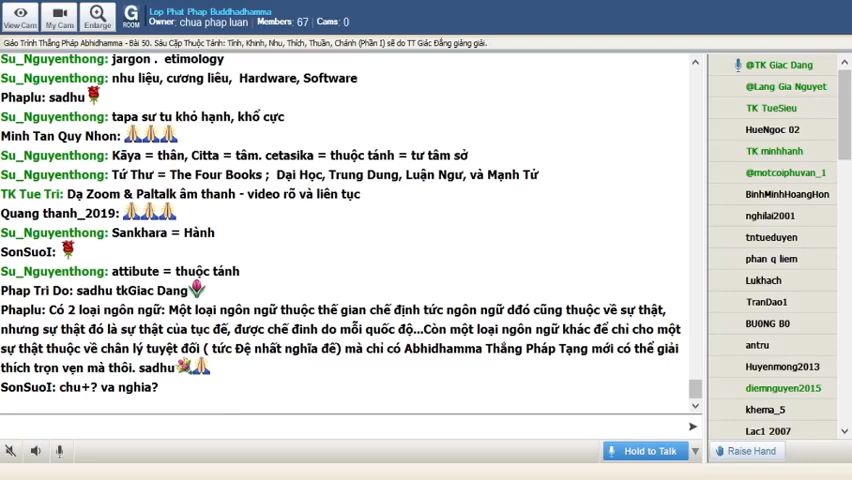 View Cam
My Cam
Enlarge
G
ROOM
Lop Phat Phap Buddhadhamma
Owner: chua phap luan Members: 67 Cams: 0
Giáo Trình Thắng Pháp Abhidhamma - Bài 50. Sáu Cặp Thuộc Tánh: Tĩnh, Khinh, Nhu, Thích, Thuần, Chánh (Phần I) sẽ do TT Giác Đẳng giảng giải.
Su_Nguyenthong: jargon . etimology
Su_Nguyenthong: nhu liệu, cương liêu, Hardware, Software
Phaplu: sadhu
Su_Nguyenthong: tapa sư tu khỏ hạnh, khổ cực
Minh Tan Quy Nhon:
Su_Nguyenthong: Kāya = thân, Citta = tâm. cetasika = thuộc tánh = tư tâm sở
Su_Nguyenthong: Tứ Thư = The Four Books ; Dại Học, Trung Dung, Luận Ngư, và Mạnh Tử
TK Tue Tri: Dạ Zoom & Paltalk âm thanh - video rõ và liên tục
Quang thanh_2019:
Su_Nguyenthong: Sankhara = Hành
SonSuoI:
Su_Nguyenthong: attibute = thuộc tánh
Phap Tri Do: sadhu tkGiac Dang
Phaplu: Có 2 loại ngôn ngữ: Một loại ngôn ngữ thuộc thế gian chế định tức ngôn ngữ dđó cũng thuộc về sự thật,
nhưng sự thật đó là sự thật của tục đế, được chế đinh do mỗi quốc độ...Còn một loại ngôn ngữ khác để chỉ cho một
sự thật thuộc về chân lý tuyệt đối ( tức Đệ nhất nghĩa đế) mà chỉ có Abhidhamma Thắng Pháp Tạng mới có thể giải
thích trọn vẹn mà thôi. sadhu
SonSuoI: chu+? va nghia?
@TK Giac Dang
@Lang Gia Nguyet
TK TueSieu
HueNgoc 02
TK minhhanh
@motcoiphuvan_1
BinhMinhHoangHon
nghilai2001
tntueduyen
phan q liem
Lukhach
TranDao1
BU0NG B0
antru
Huyenmong2013
diemnguyen2015
khema_5
Lac1 2007
Hold to Talk
Raise Hand